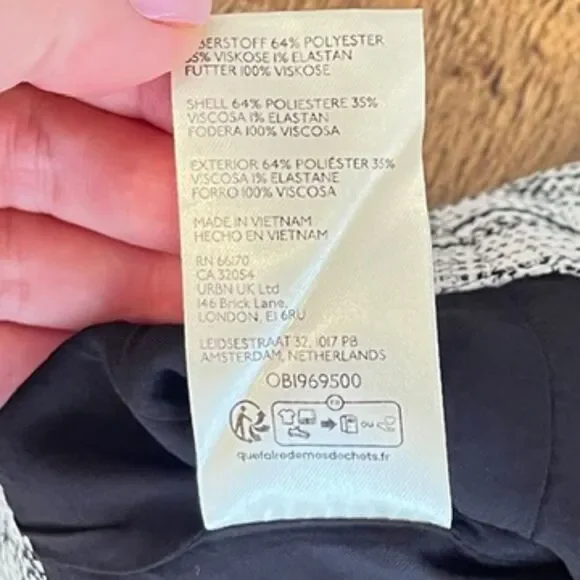 BERSTOFF 64% POLYESTER
35% VISKOSE 1% ELASTAN
FUTTER 100% VISKOSE
SHELL 64% POLIESTERE 35%
VISCOSA 1% ELASTAN
FODERA 100% VISCOSA
EXTERIOR 64% POLIÉSTER 35%
VISCOSA 1% ELASTANE
FORRO 100% VISCOSA
MADE IN VIETNAM
HECHO EN VIETNAM
RN 66170
CA 32054
URBN UK Ltd
146 Brick Lane,
LONDON, E1 6RU
LEIDSESTRAAT 32, 1017 PB
AMSTERDAM, NETHERLANDS
OB1969500
FR
OU
quefairedemesdechets.fr